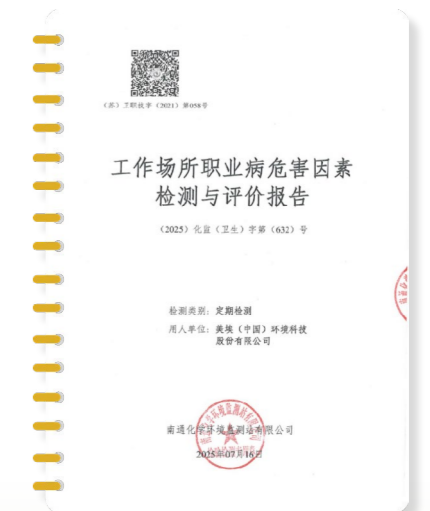 （苏）卫职技字（2021）第058号
工作场所职业病危害因素
检测与评价报告
（2025）化监（卫生）字第（632）号
检测类别：定期检测
用人单位：美埃（中国）环境科技
股份有限公司
南通化学环境监测站有限公司
2025年07月16日